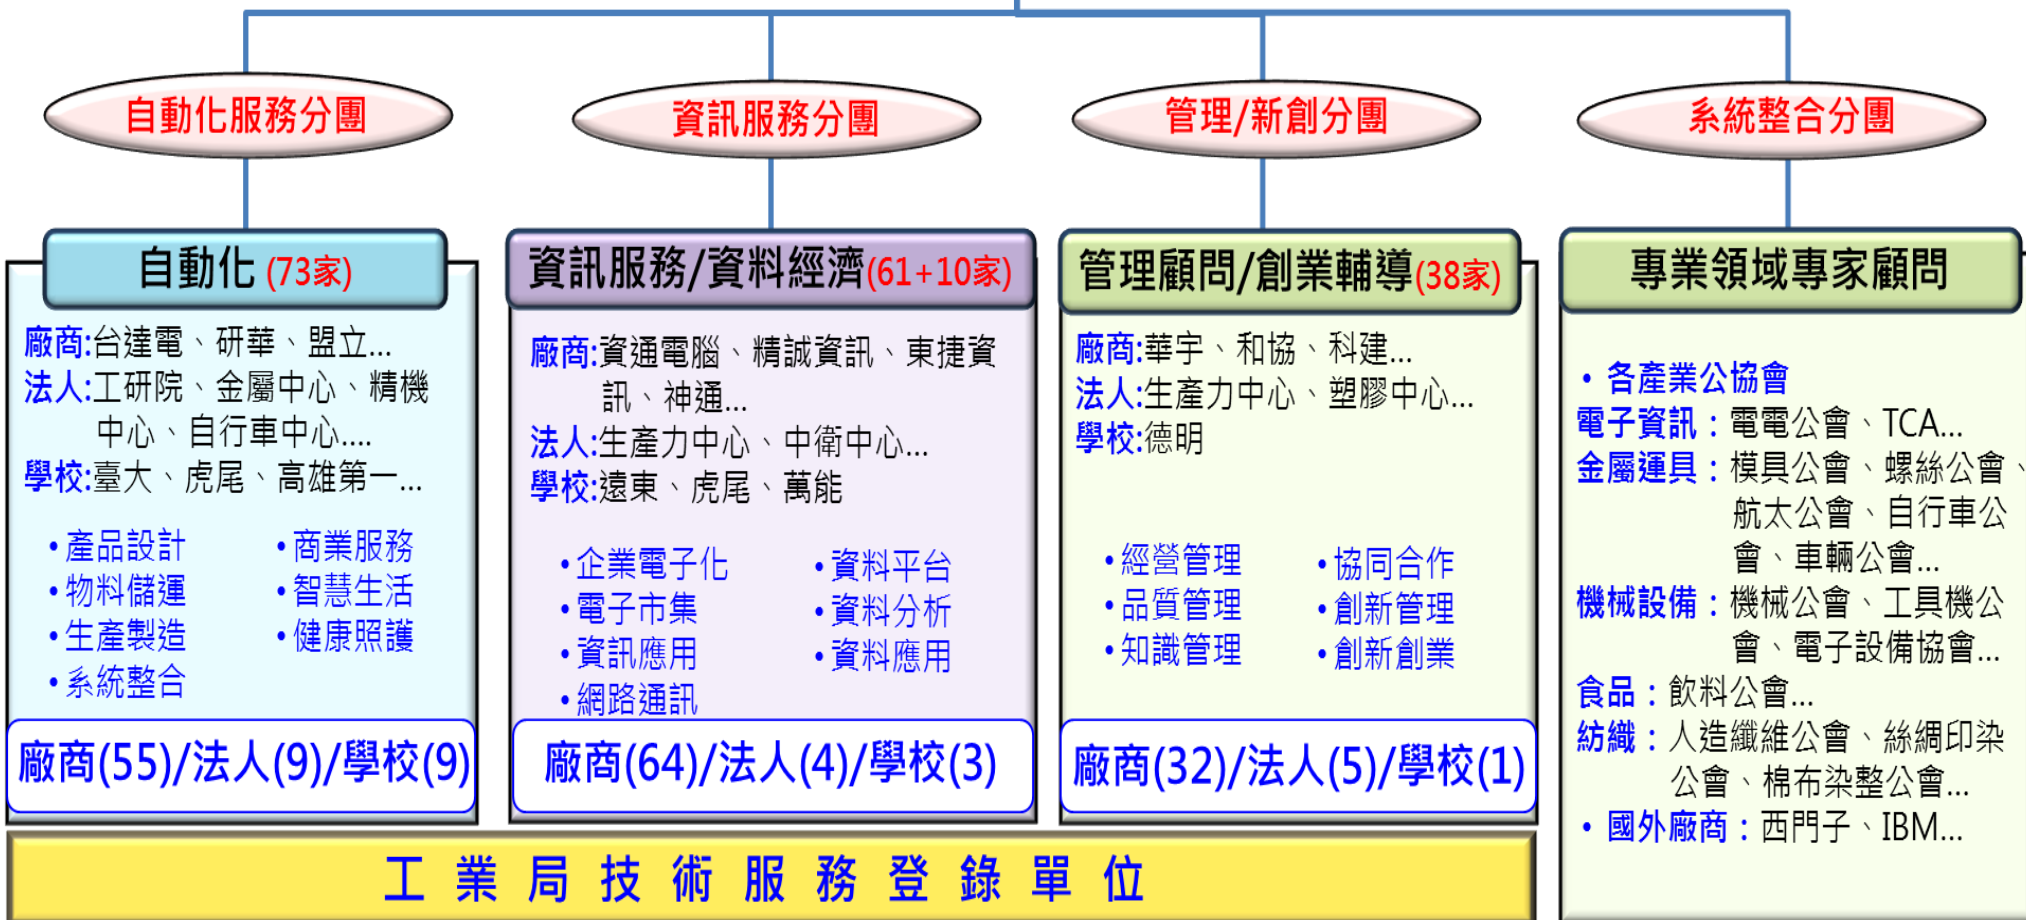 自動化服務分團
資訊服務分團
管理/新創分團
系統整合分團
自動化 (73家)
廠商:台達電、研華、盟立...
法人:工研院、金屬中心、精機
中心、自行車中心....
學校:臺大、虎尾、高雄第一...
•產品設計
•物料儲運
•生產製造
•系統整合
•商業服務
•智慧生活
•健康照護
廠商(55)/法人(9)/學校(9)
資訊服務/資料經濟(61+10家)
廠商:資通電腦、精誠資訊、東捷資
訊、神通...
法人:生產力中心、中衛中心...
學校:遠東、虎尾、萬能
•企業電子化
•電子市集
•資訊應用
•網路通訊
•資料平台
•資料分析
•資料應用
廠商(64)/法人(4)/學校(3)
管理顧問/創業輔導(38家)
廠商:華宇、和協、科建...
法人:生產力中心、塑膠中心...
學校:德明
•經營管理
•品質管理
•知識管理
•協同合作
•創新管理
•創新創業
廠商(32)/法人(5)/學校(1)
工業局技術服務登錄單位
專業領域專家顧問
• 各產業公協會
電子資訊：電電公會、TCA...
金屬運具：模具公會、螺絲公會、
航太公會、自行車公
會、車輛公會...
機械設備：機械公會、工具機公
會、電子設備協會...
食品：飲料公會...
紡織：人造纖維公會、絲綢印染
公會、棉布染整公會...
• 國外廠商：西門子、IBM...